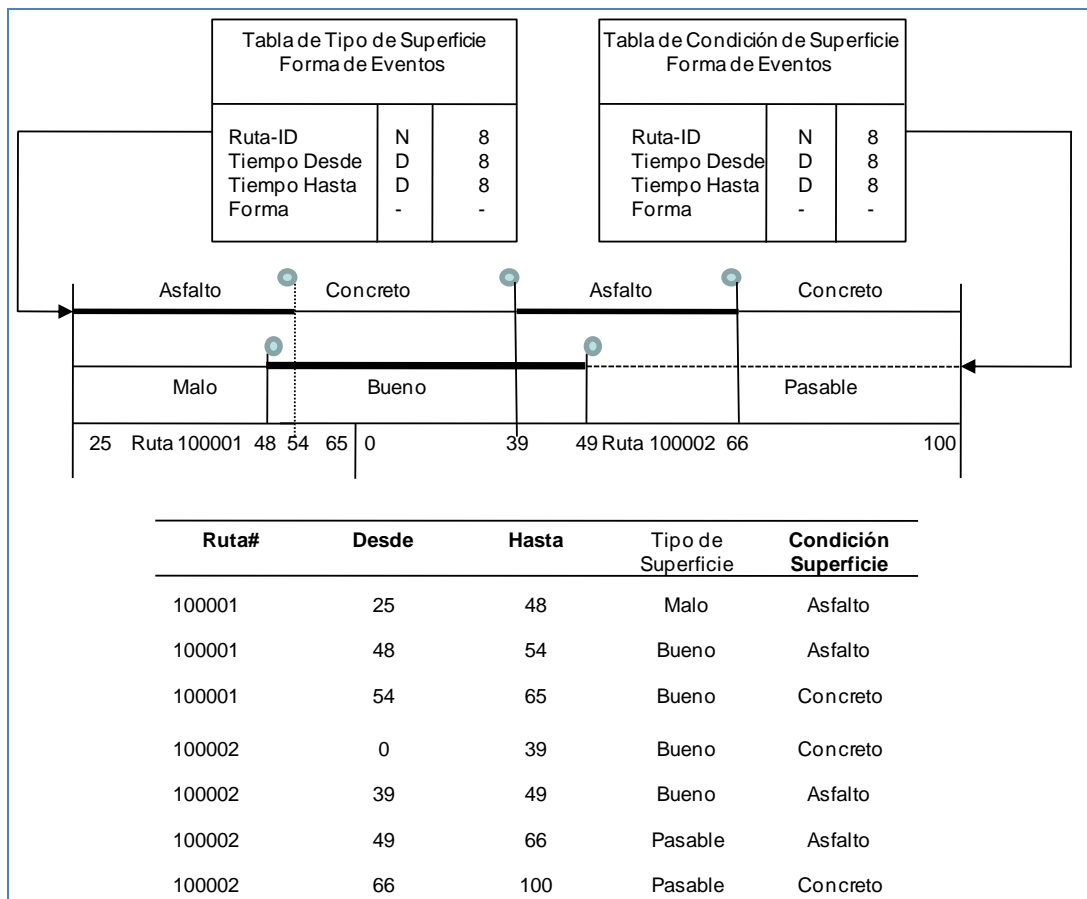 Tabla de Tipo de Superficie
Forma de Eventos
Ruta-ID N 8
Tiempo Desde D 8
Tiempo Hasta D 8
Forma - -
Tabla de Condición de Superficie
Forma de Eventos
Ruta-ID N 8
Tiempo Desde D 8
Tiempo Hasta D 8
Forma - -
Asfalto Concreto Asfalto Concreto
Malo Bueno Pasable
25 Ruta 100001 48 54 65 0 39 49 Ruta 100002 66 100
Ruta# Desde Hasta Tipo de Superficie Condición Superficie
100001 25 48 Malo Asfalto
100001 48 54 Bueno Asfalto
100001 54 65 Bueno Concreto
100002 0 39 Bueno Concreto
100002 39 49 Bueno Asfalto
100002 49 66 Pasable Asfalto
100002 66 100 Pasable Concreto